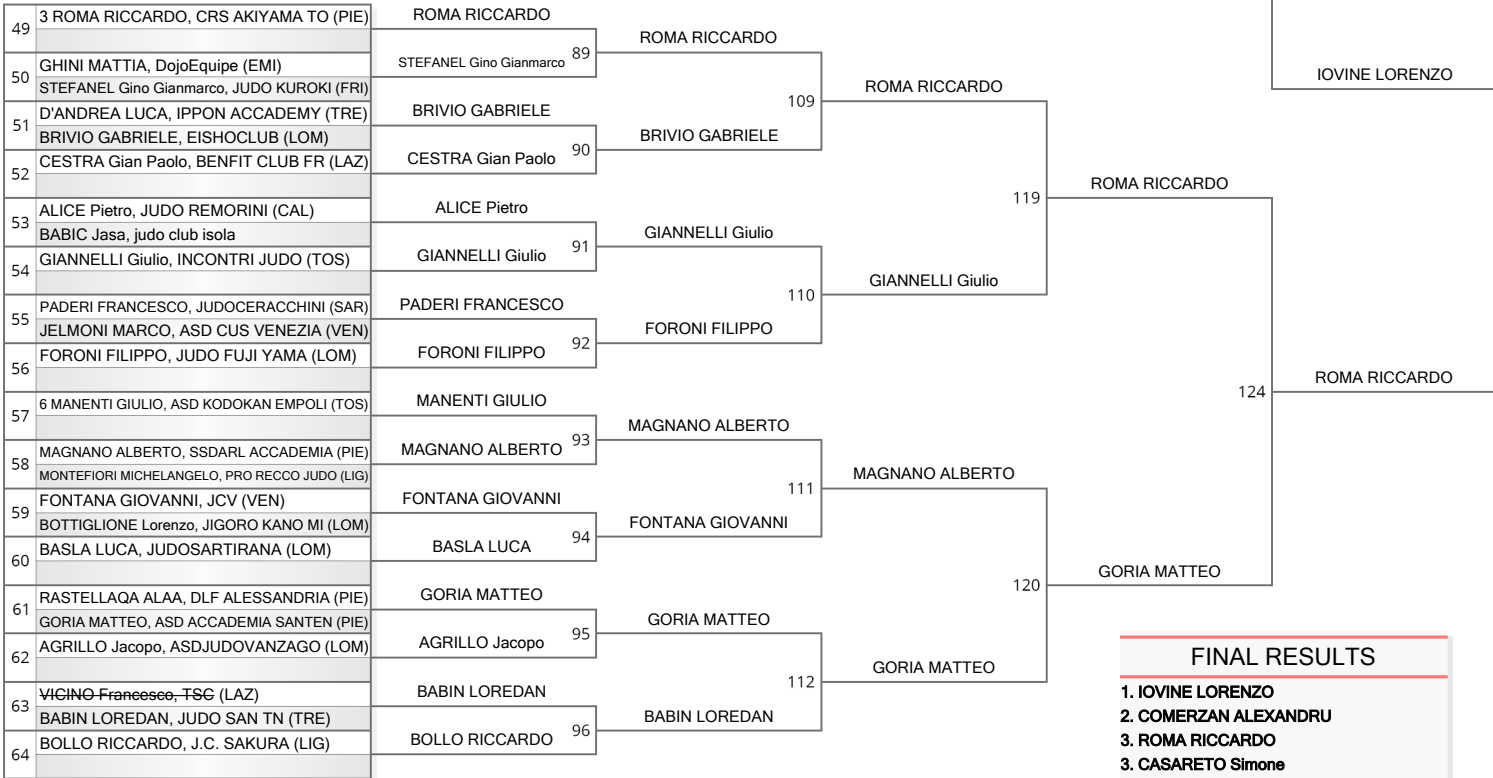 49
3 ROMA RICCARDO, CRS AKIYAMA TO (PIE)
50
GHINI MATTIA, DojoEquipe (EMI)
STEFANEL Gino Gianmarco, JUDO KUROKI (FRI)
51
D'ANDREA LUCA, IPPON ACCADEMY (TRE)
BRIVIO GABRIELE, EISHOCLUB (LOM)
52
CESTRA Gian Paolo, BENFIT CLUB FR (LAZ)
53
ALICE Pietro, JUDO REMORINI (CAL)
BABIC Jasa, judo club isola
54
GIANNELLI Giulio, INCONTRI JUDO (TOS)
55
PADERI FRANCESCO, JUDOCERACCHINI (SAR)
JELMONI MARCO, ASD CUS VENEZIA (VEN)
56
FORONI FILIPPO, JUDO FUJI YAMA (LOM)
57
6 MANENTI GIULIO, ASD KODOKAN EMPOLI (TOS)
58
MAGNANO ALBERTO, SSDARL ACCADEMIA (PIE)
MONTEFIORI MICHELANGELO, PRO RECCO JUDO (LIG)
59
FONTANA GIOVANNI, JCV (VEN)
BOTTIGLIONE Lorenzo, JIGORO KANO MI (LOM)
60
BASLA LUCA, JUDOSARTIRANA (LOM)
61
RASTELLAQA ALAA, DLF ALESSANDRIA (PIE)
GORIA MATTEO, ASD ACCADEMIA SANTEN (PIE)
62
AGRILLO Jacopo, ASDJUDOVANZAGO (LOM)
63
VICINO Francesco, TSC (LAZ)
BABIN LOREDAN, JUDO SAN TN (TRE)
64
BOLLO RICCARDO, J.C. SAKURA (LIG)
ROMA RICCARDO
STEFANEL Gino Gianmarco
89
BRIVIO GABRIELE
CESTRA Gian Paolo
90
ALICE Pietro
GIANNELLI Giulio
91
PADERI FRANCESCO
FORONI FILIPPO
92
MANENTI GIULIO
MAGNANO ALBERTO
93
FONTANA GIOVANNI
BASLA LUCA
94
GORIA MATTEO
AGRILLO Jacopo
95
BABIN LOREDAN
BOLLO RICCARDO
96
ROMA RICCARDO
109
BRIVIO GABRIELE
GIANNELLI Giulio
110
FORONI FILIPPO
MAGNANO ALBERTO
111
FONTANA GIOVANNI
GORIA MATTEO
112
BABIN LOREDAN
ROMA RICCARDO
119
GIANNELLI Giulio
MAGNANO ALBERTO
120
GORIA MATTEO
ROMA RICCARDO
124
GORIA MATTEO
IOVINE LORENZO
ROMA RICCARDO
FINAL RESULTS
1. IOVINE LORENZO
2. COMERZAN ALEXANDRU
3. ROMA RICCARDO
3. CASARETO Simone